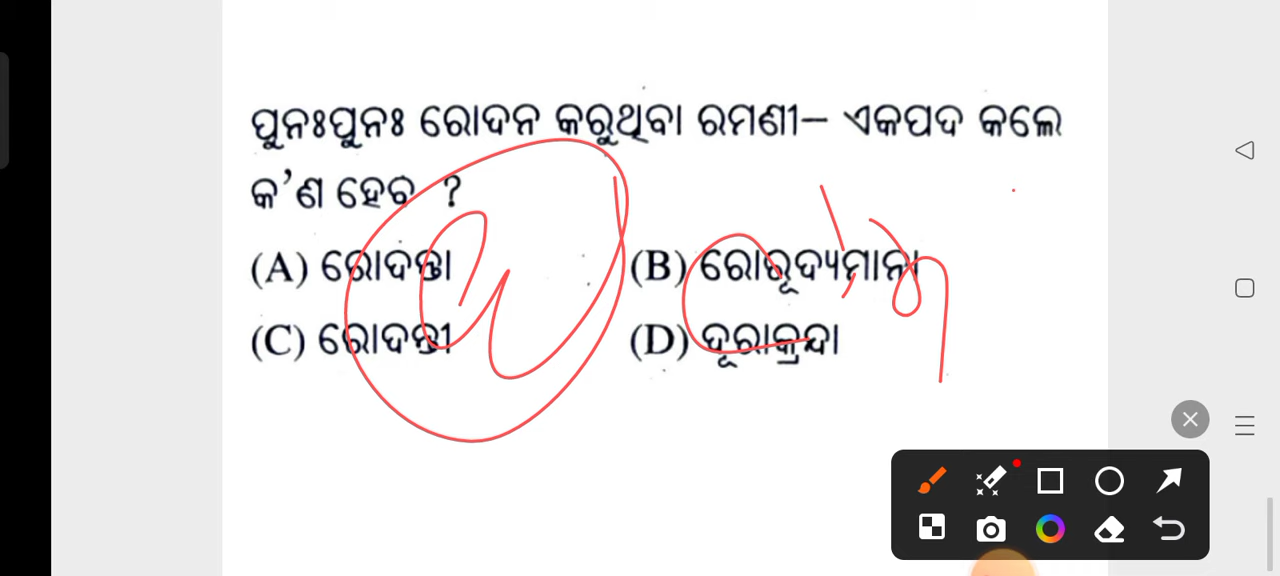 ପୁନଃପୁନଃ ରୋଦନ କରୁଥିବା ରମଣୀ– ଏକପଦ କଲେ
କ'ଣ ହେବ ?
(A) ରୋଦନ୍ତା
(B) ରୋରୂଦ୍ୟମାନା
(C) ରୋଦନ୍ତୀ
(D) ଦୂରାକ୍ରନ୍ଦା